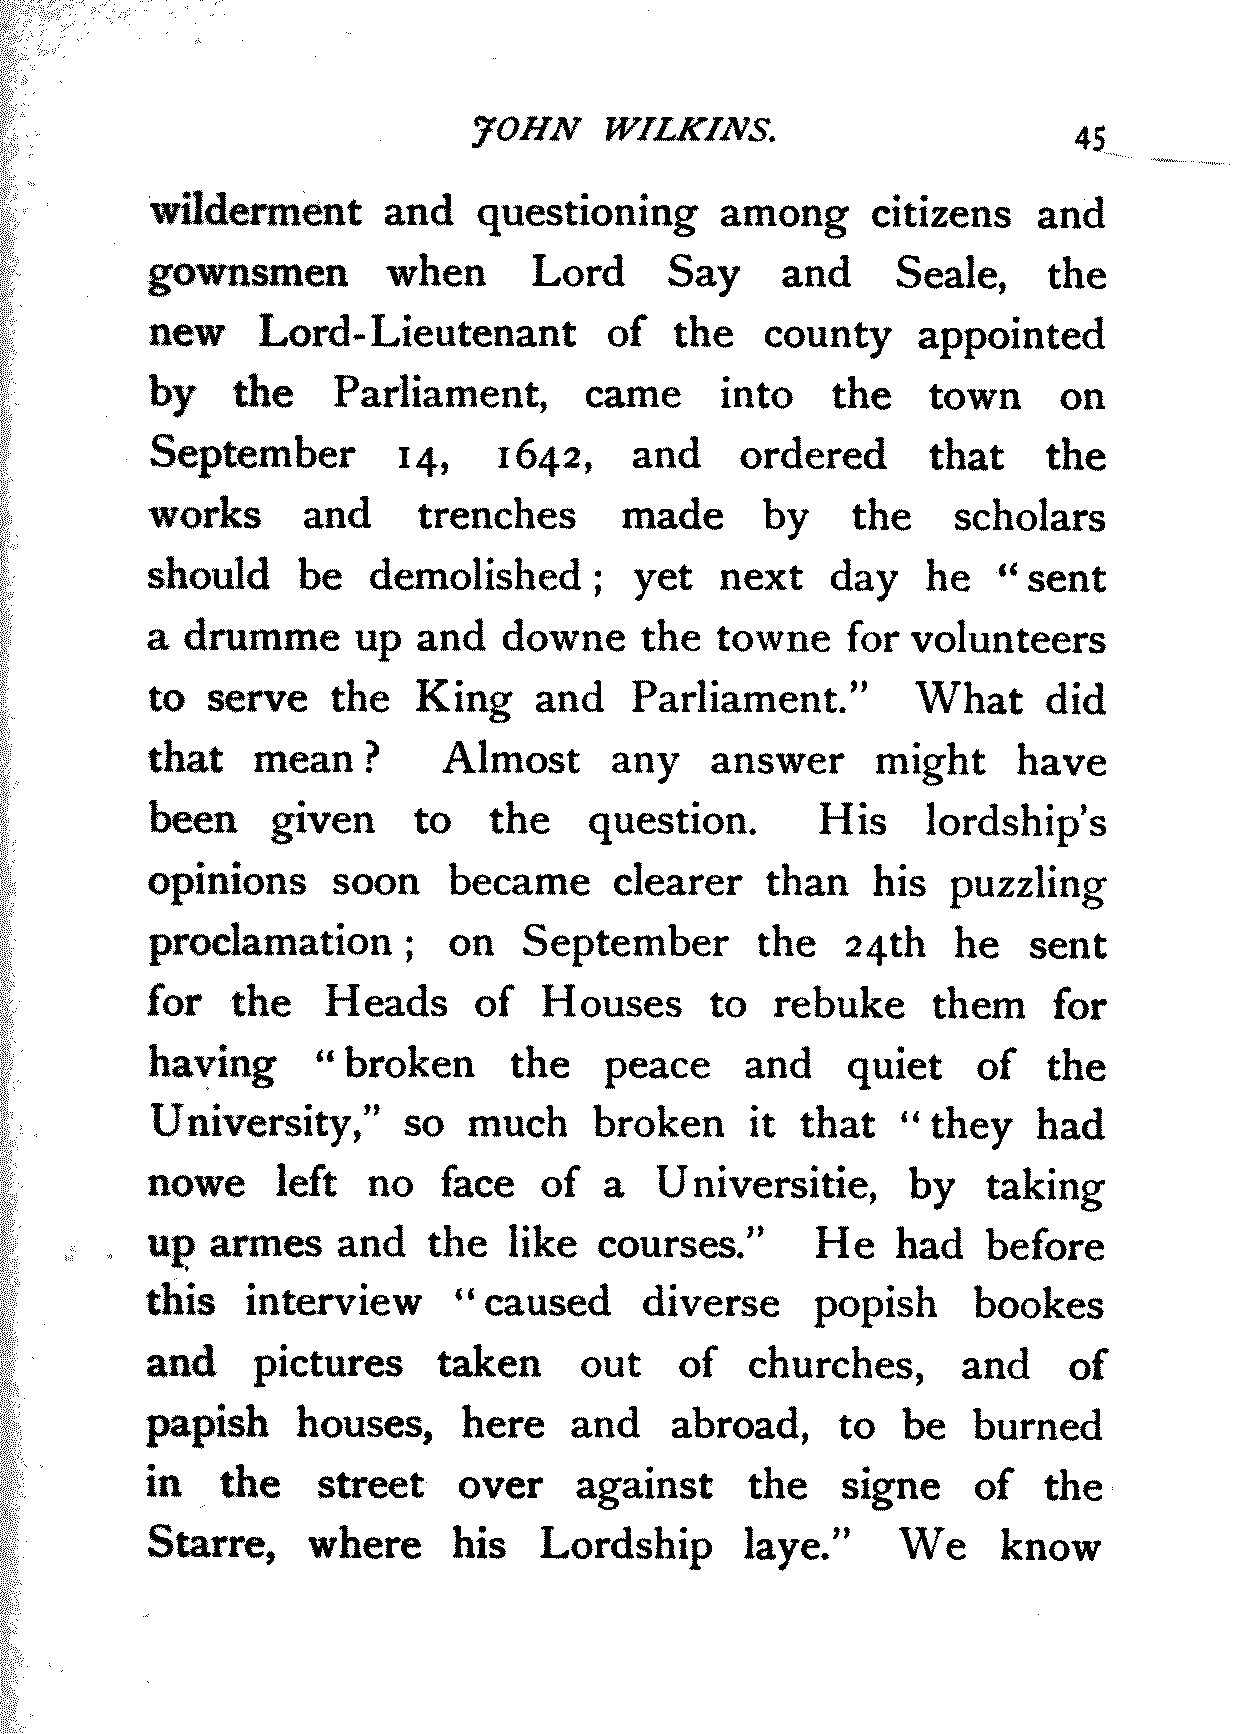 JOHN WILKINS. 45
wilderment and questioning among citizens and
gownsmen when Lord Say and Seale, the
new Lord-Lieutenant of the county appointed
by the Parliament, came into the town on
September 14, 1642, and ordered that the
works and trenches made by the scholars
should be demolished; yet next day he "sent
a drumme up and downe the towne for volunteers
to serve the King and Parliament." What did
that mean? Almost any answer might have
been given to the question. His lordship's
opinions soon became clearer than his puzzling
proclamation; on September the 24th he sent
for the Heads of Houses to rebuke them for
having "broken the peace and quiet of the
University," so much broken it that "they had
nowe left no face of a Universitie, by taking
up armes and the like courses." He had before
this interview "caused diverse popish bookes
and pictures taken out of churches, and of
papish houses, here and abroad, to be burned
in the street over against the signe of the
Starre, where his Lordship laye." We know